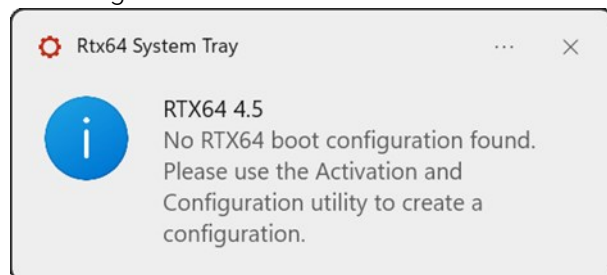 Rtx64 System Tray
RTX64 4.5
No RTX64 boot configuration found.
Please use the Activation and
Configuration utility to create a
configuration.